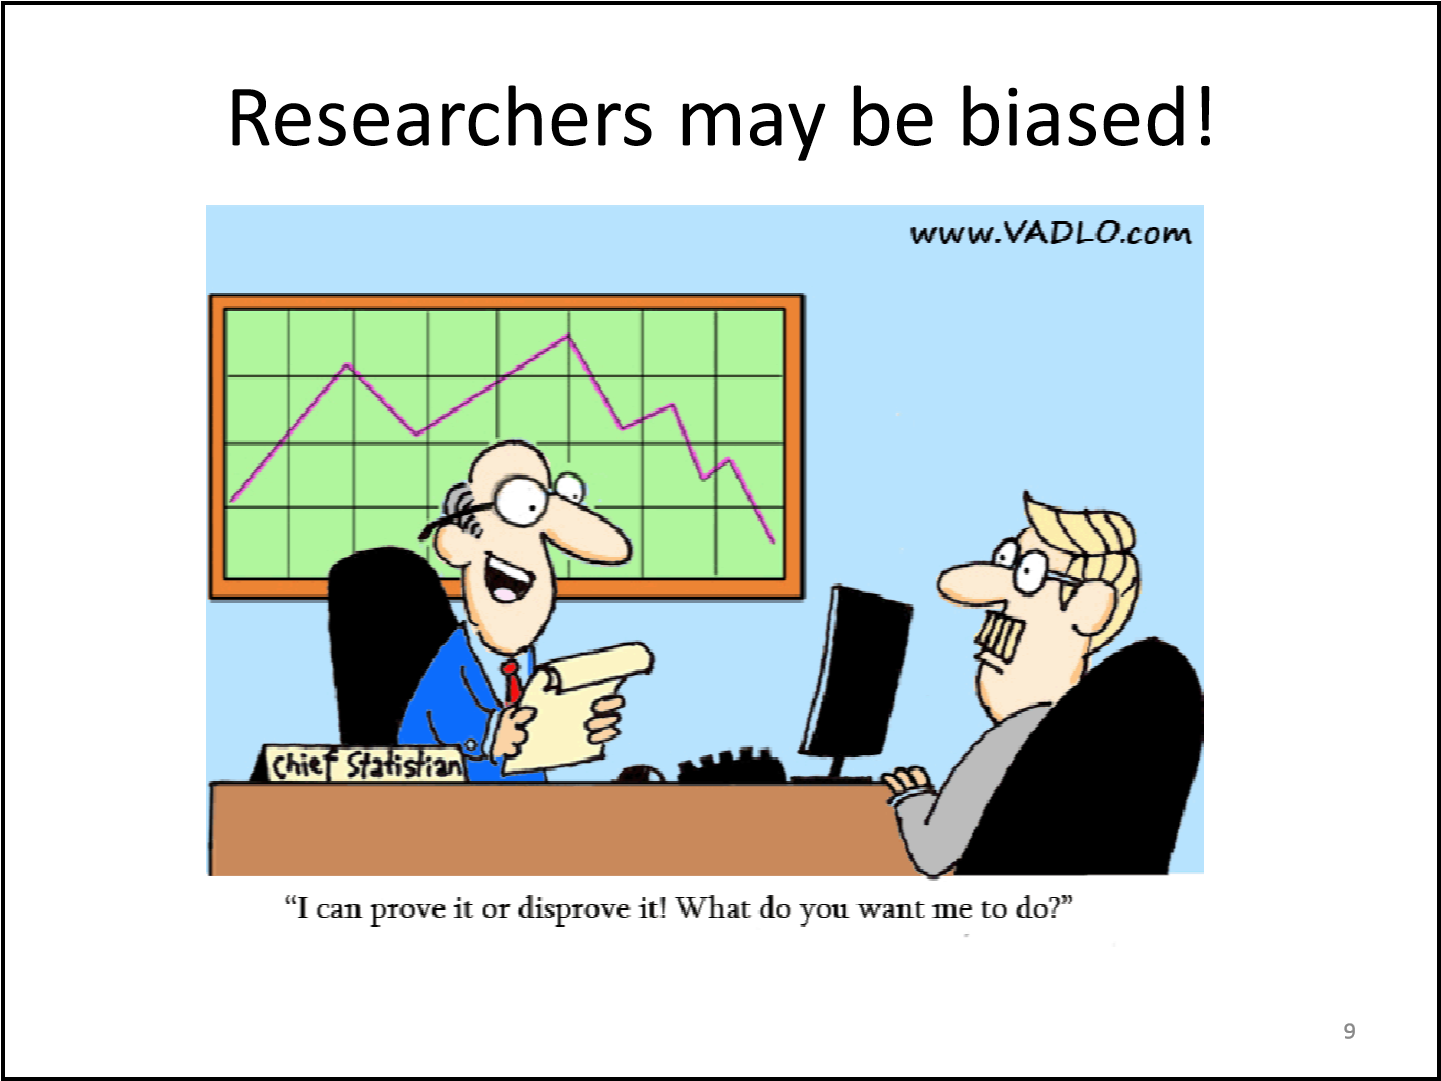 Researchers may be biased!
www.VADLO.com
Chief Statistian
“I can prove it or disprove it! What do you want me to do?”
9